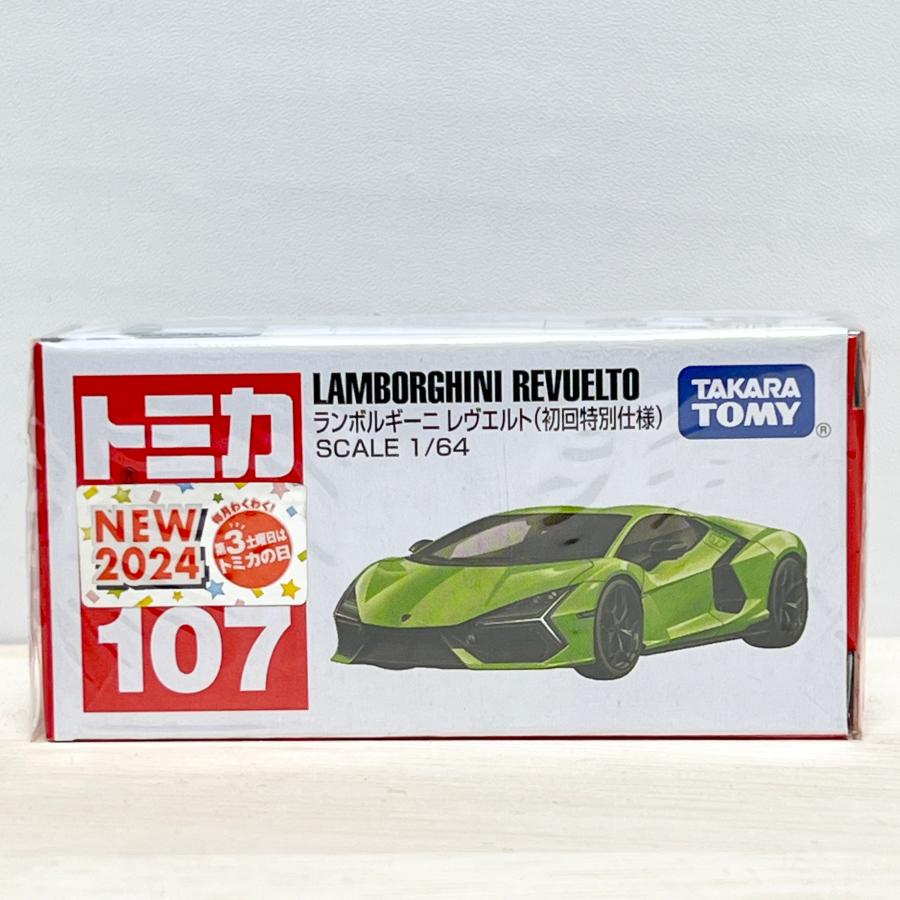 トミカ
NEW
2024
毎月わくわく!
第3土曜日は
トミカの日
107
LAMBORGHINI REVUELTO
ランボルギーニ レヴエルト(初回特別仕様)
SCALE 1/64
TAKARA
TOMY
®